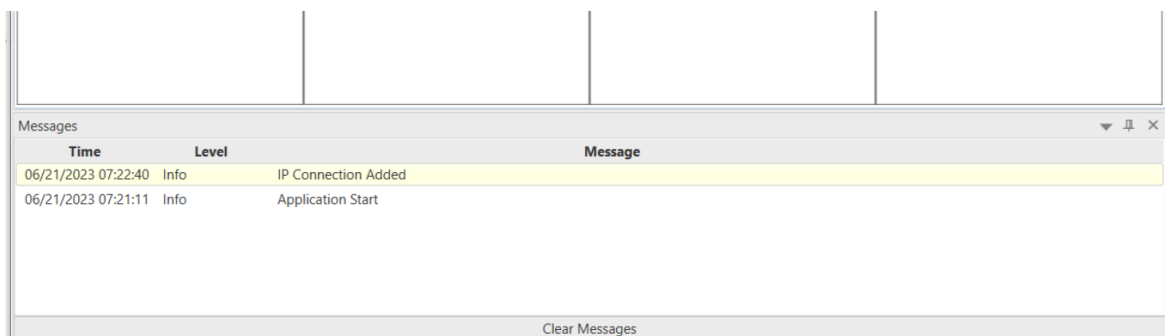 Messages
Time Level Message
06/21/2023 07:22:40 Info IP Connection Added
06/21/2023 07:21:11 Info Application Start
Clear Messages